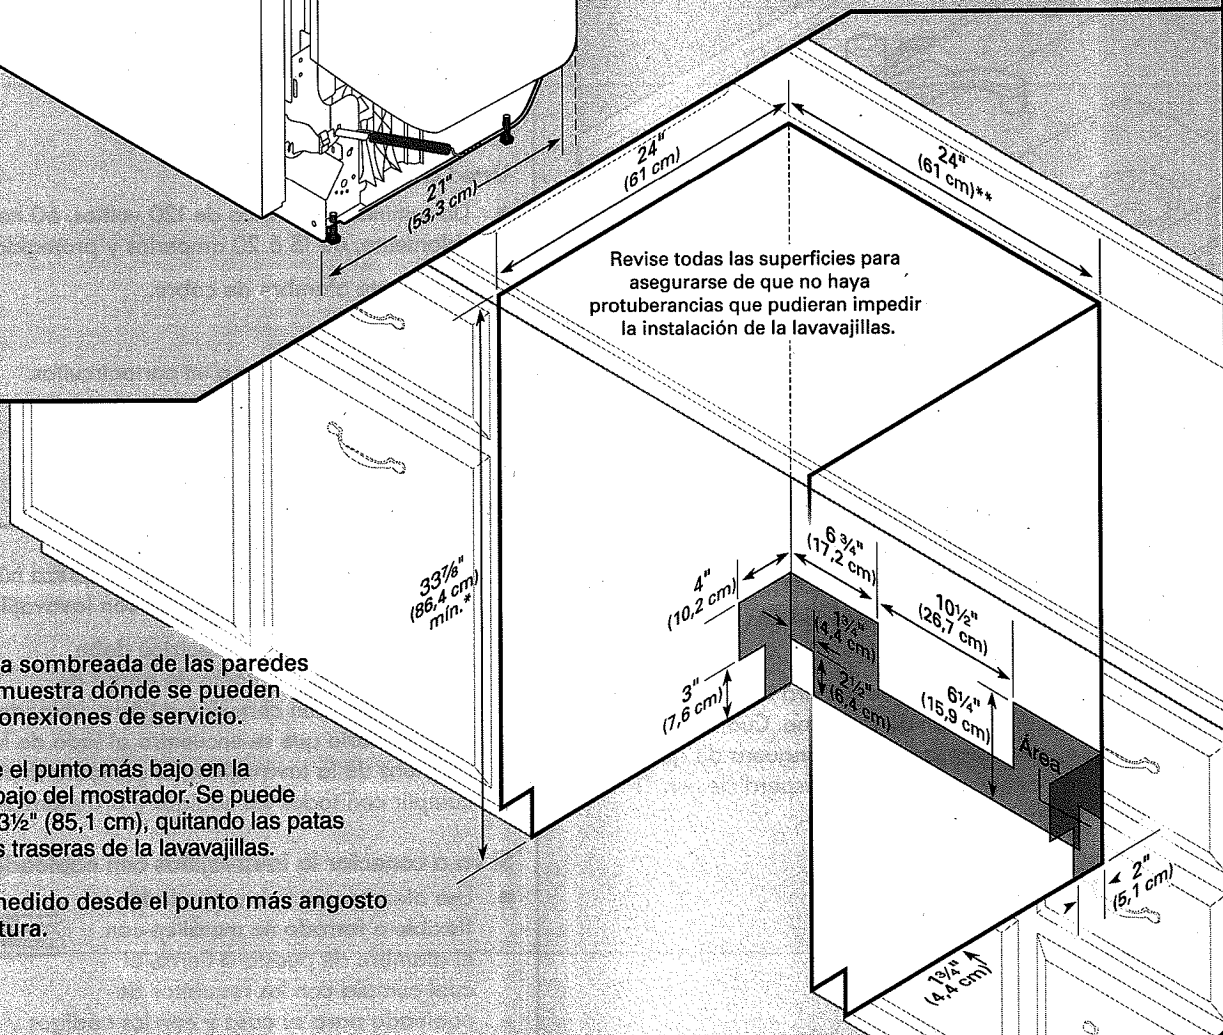 21"
(53,3 cm)
24"
(61 cm)
24"
(61 cm)**
Revise todas las superficies para
asegurarse de que no haya
protuberancias que pudieran impedir
la instalación de la lavavajillas.
33⅞"
(86,4 cm)
mín.*
4"
(10,2 cm)
6 ¾"
(17,2 cm)
10½"
(26,7 cm)
1¾"
(4,4 cm)
2½"
(6,4 cm)
3"
(7,6 cm)
6¼"
(15,9 cm)
Área
2"
(5,1 cm)
1¾"
(4,4 cm)
a sombreada de las paredes
muestra dónde se pueden
onexiones de servicio.
e el punto más bajo en la
bajo del mostrador. Se puede
3½" (85,1 cm), quitando las patas
s traseras de la lavavajillas.
nedido desde el punto más angosto
tura.